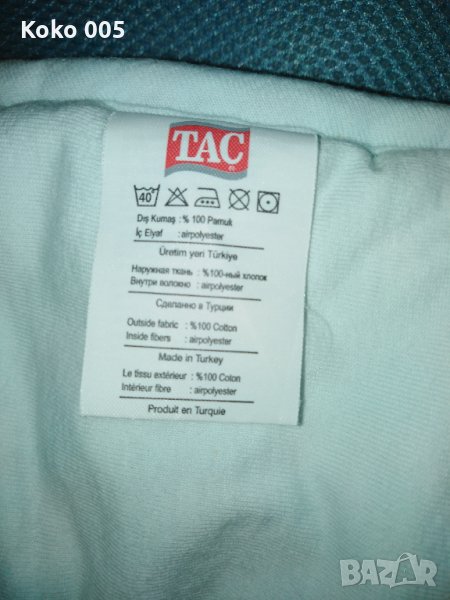 Koko 005
TAC
®
40°
Dış Kumaş : % 100 Pamuk
İç Elyaf : airpolyester
Üretim yeri Türkiye
Наружная ткань : %100-ный хлопок
Внутри волокно : airpolyester
Сделанно в Турции
Outside fabric : %100 Cotton
Inside fibers : airpolyester
Made in Turkey
Le tissu extérieur : %100 Coton
Intérieur fibre : airpolyester
Produit en Turquie
BAZAR